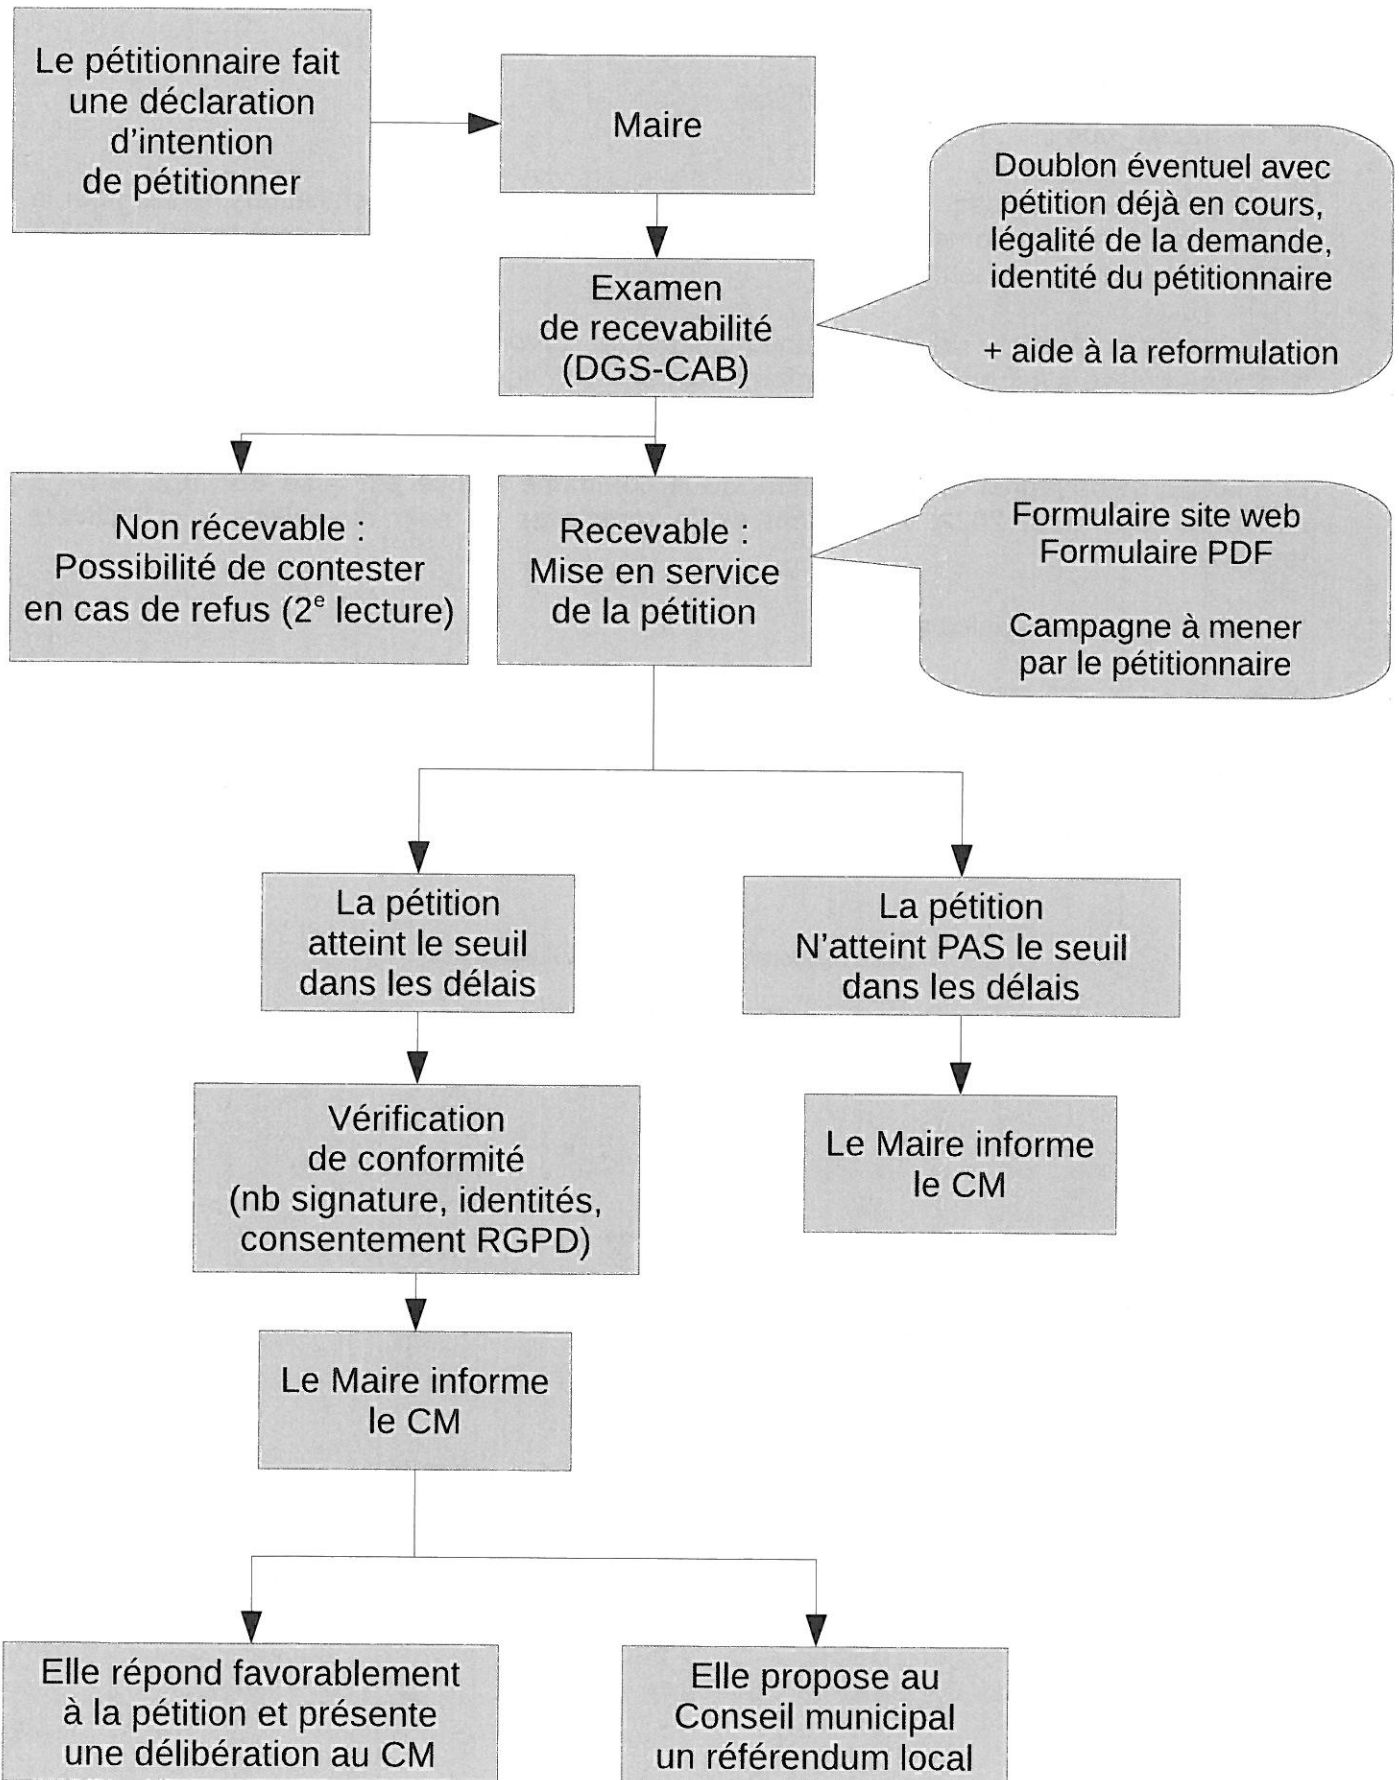 Le pétitionnaire fait
une déclaration
d'intention
de pétitionner
Maire
Doublon éventuel avec
pétition déjà en cours,
légalité de la demande,
identité du pétitionnaire
+ aide à la reformulation
Examen
de recevabilité
(DGS-CAB)
Non récevable :
Possibilité de contester
en cas de refus (2e lecture)
Recevable :
Mise en service
de la pétition
Formulaire site web
Formulaire PDF
Campagne à mener
par le pétitionnaire
La pétition
atteint le seuil
dans les délais
La pétition
N'atteint PAS le seuil
dans les délais
Vérification
de conformité
(nb signature, identités,
consentement RGPD)
Le Maire informe
le CM
Le Maire informe
le CM
Elle répond favorablement
à la pétition et présente
une délibération au CM
Elle propose au
Conseil municipal
un référendum local